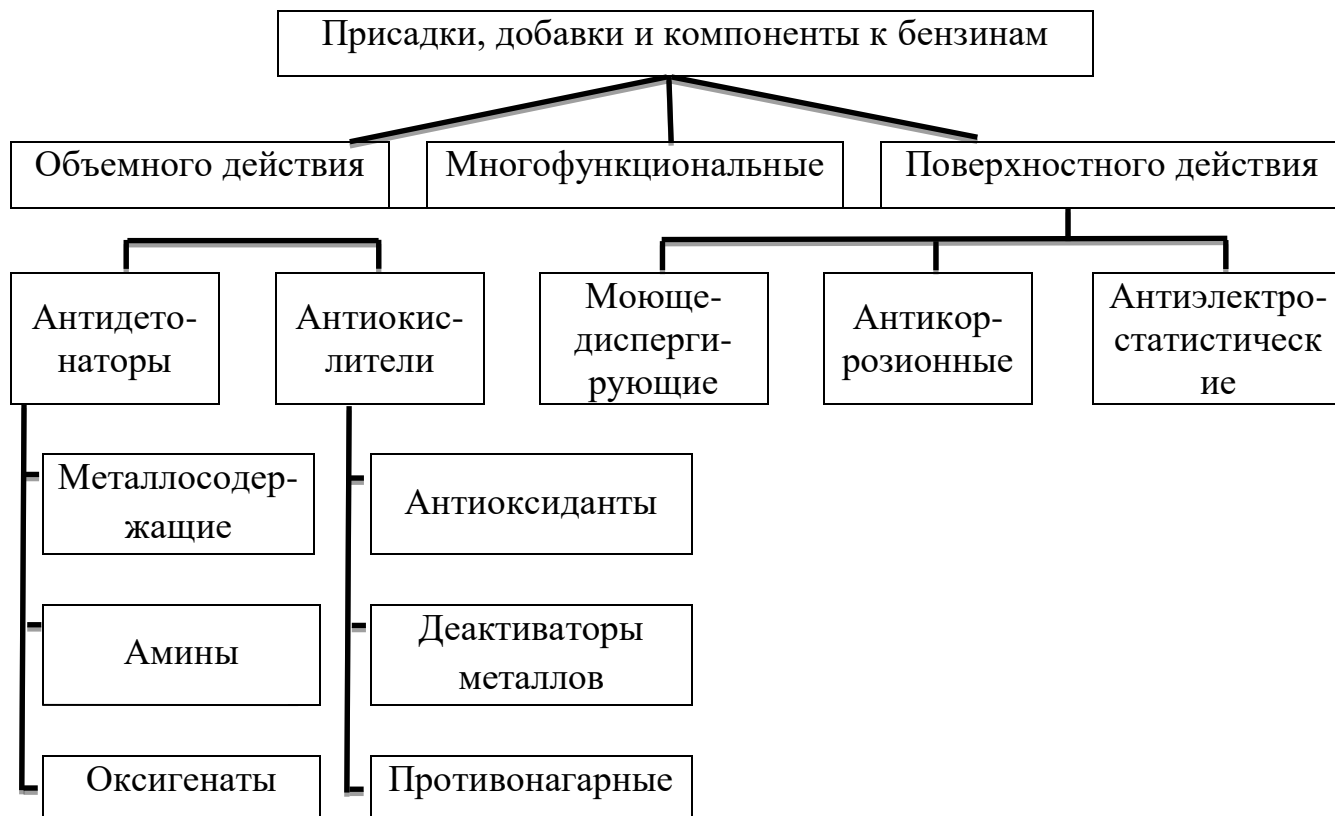 Присадки, добавки и компоненты к бензинам
Объемного действия
Многофункциональные
Поверхностного действия
Антидето-
наторы
Антиокис-
лители
Моюще-
дисперги-
рующие
Антикор-
розионные
Антиэлектро-
статистическ
ие
Металлосодер-
жащие
Антиоксиданты
Амины
Деактиваторы
металлов
Оксигенаты
Противонагарные